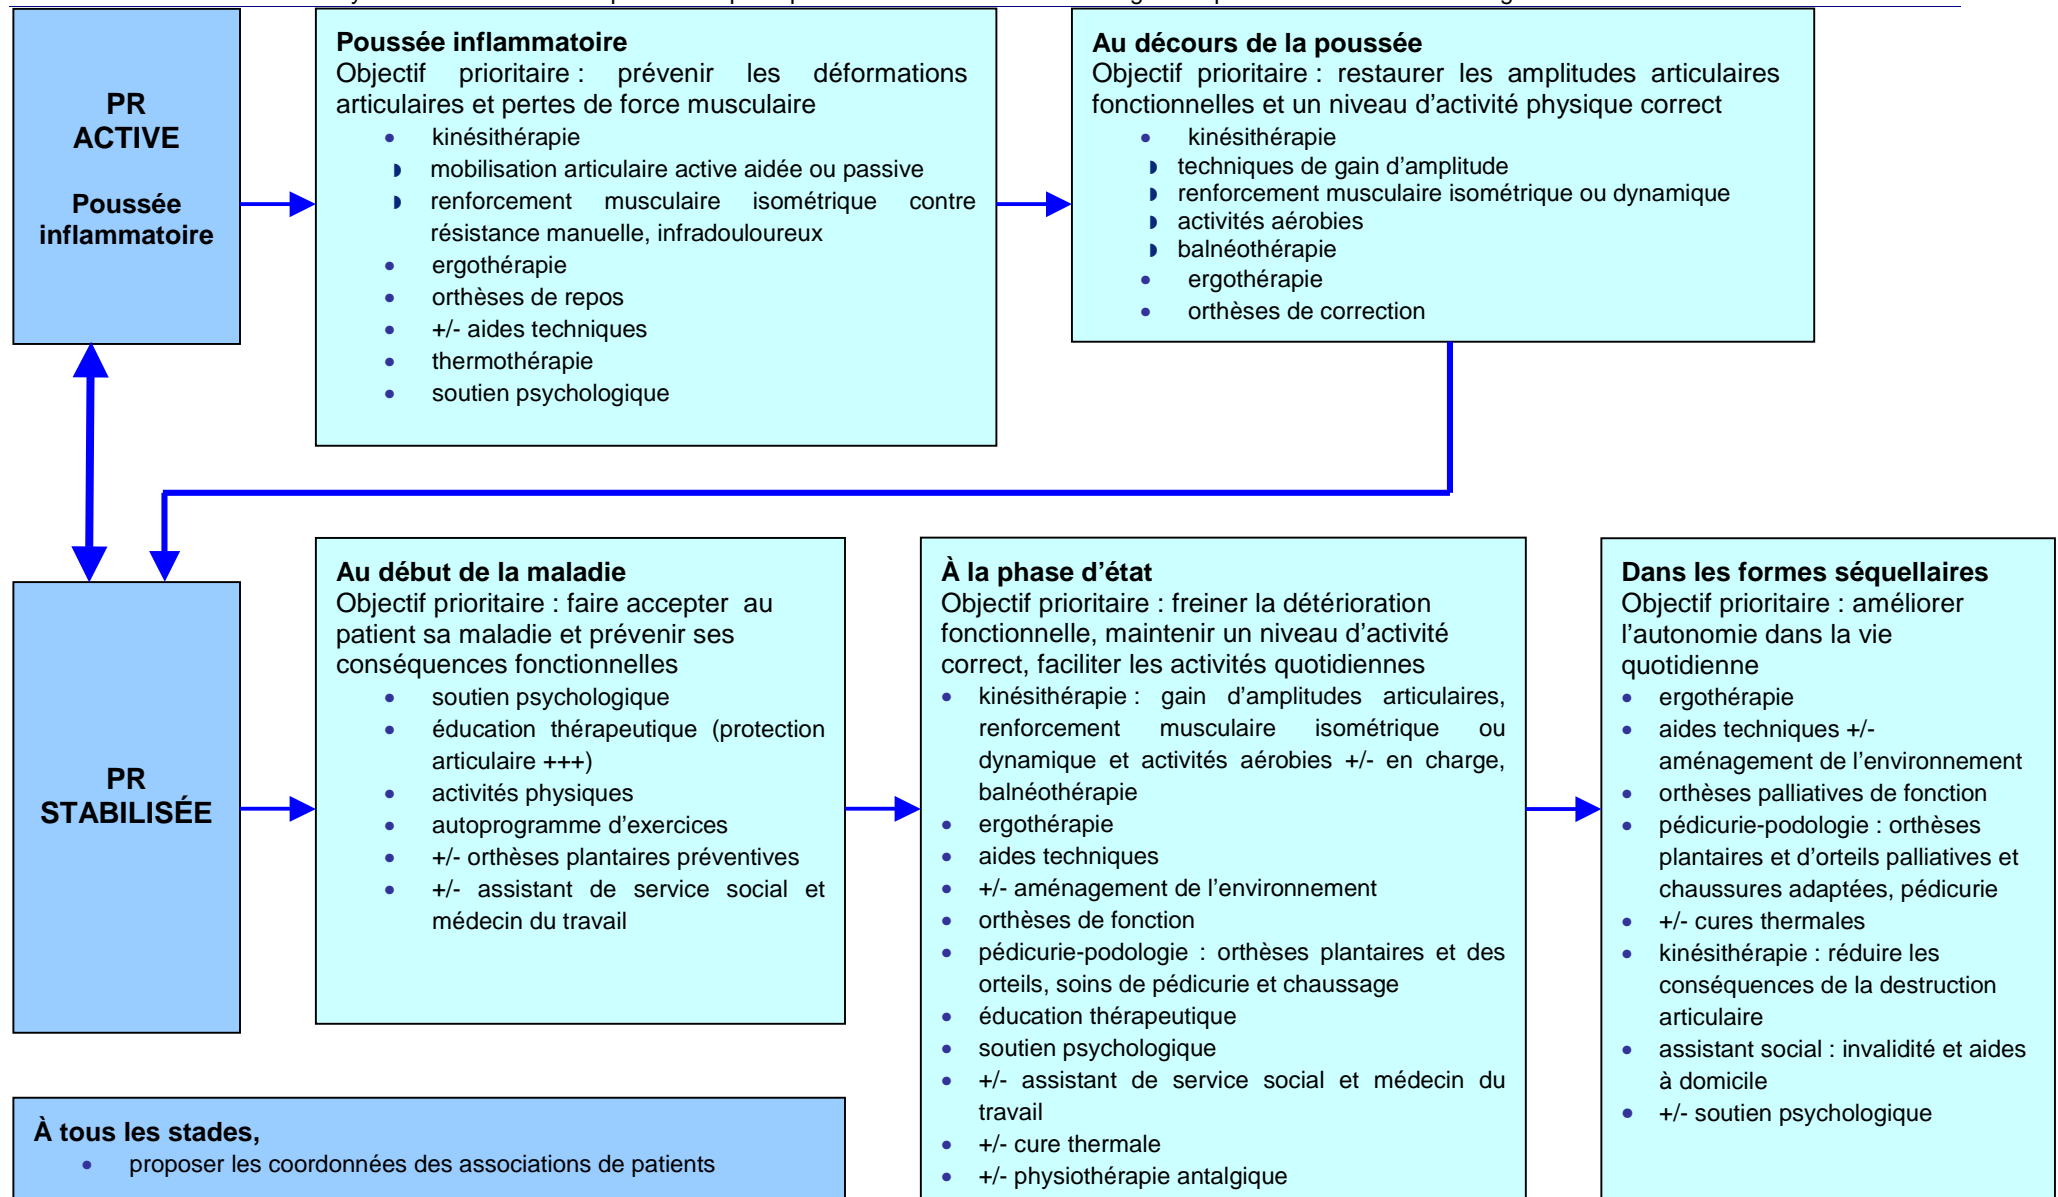 PR
ACTIVE
Poussée
inflammatoire
Poussée inflammatoire
Objectif prioritaire : prévenir les déformations
articulaires et pertes de force musculaire
• kinésithérapie
◗ mobilisation articulaire active aidée ou passive
◗ renforcement musculaire isométrique contre
résistance manuelle, infradouloureux
• ergothérapie
• orthèses de repos
• +/- aides techniques
• thermothérapie
• soutien psychologique
Au décours de la poussée
Objectif prioritaire : restaurer les amplitudes articulaires
fonctionnelles et un niveau d'activité physique correct
• kinésithérapie
◗ techniques de gain d'amplitude
◗ renforcement musculaire isométrique ou dynamique
◗ activités aérobies
◗ balnéothérapie
• ergothérapie
• orthèses de correction
PR
STABILISÉE
Au début de la maladie
Objectif prioritaire : faire accepter au
patient sa maladie et prévenir ses
conséquences fonctionnelles
• soutien psychologique
• éducation thérapeutique (protection
articulaire +++)
• activités physiques
• autoprogramme d'exercices
• +/- orthèses plantaires préventives
• +/- assistant de service social et
médecin du travail
À la phase d'état
Objectif prioritaire : freiner la détérioration
fonctionnelle, maintenir un niveau d'activité
correct, faciliter les activités quotidiennes
• kinésithérapie : gain d'amplitudes articulaires,
renforcement musculaire isométrique ou
dynamique et activités aérobies +/- en charge,
balnéothérapie
• ergothérapie
• aides techniques
• +/- aménagement de l'environnement
• orthèses de fonction
• pédicurie-podologie : orthèses plantaires et des
orteils, soins de pédicurie et chaussage
• éducation thérapeutique
• soutien psychologique
• +/- assistant de service social et médecin du
travail
• +/- cure thermale
• +/- physiothérapie antalgique
Dans les formes séquellaires
Objectif prioritaire : améliorer
l'autonomie dans la vie
quotidienne
• ergothérapie
• aides techniques +/-
aménagement de l'environnement
• orthèses palliatives de fonction
• pédicurie-podologie : orthèses
plantaires et d'orteils palliatives et
chaussures adaptées, pédicurie
• +/- cures thermales
• kinésithérapie : réduire les
conséquences de la destruction
articulaire
• assistant social : invalidité et aides
à domicile
• +/- soutien psychologique
À tous les stades,
• proposer les coordonnées des associations de patients